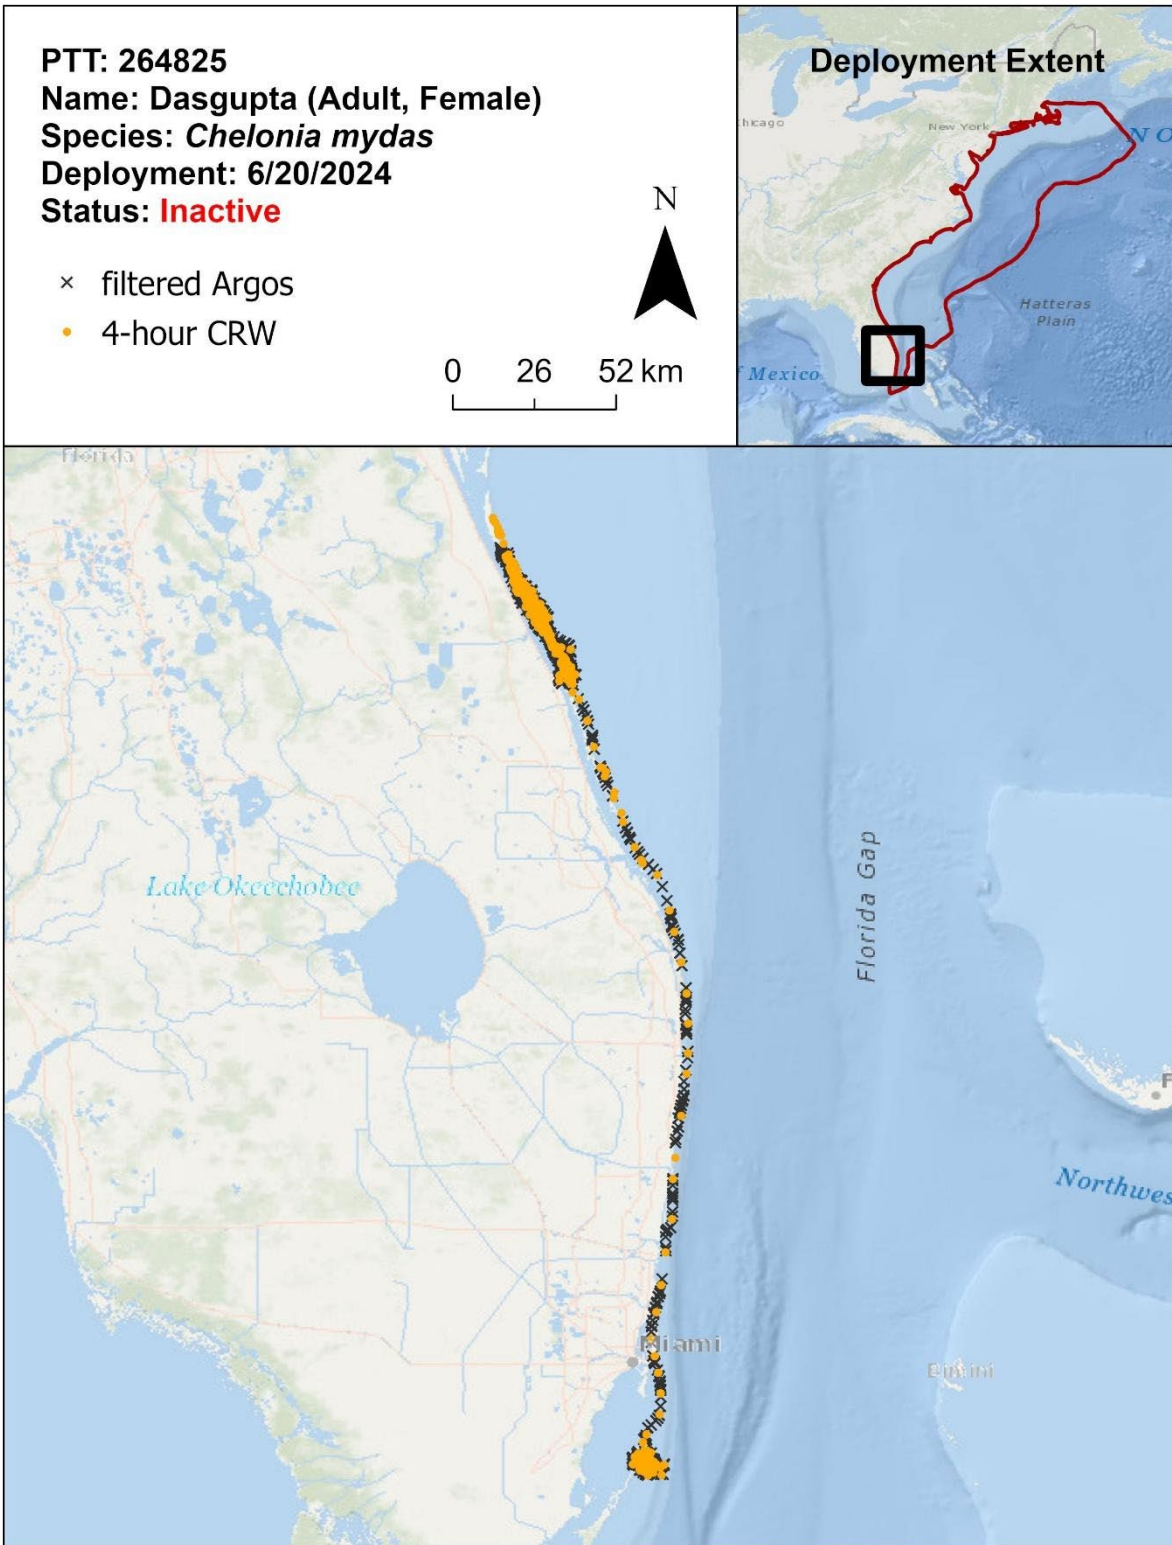 PTT: 264825
Name: Dasgupta (Adult, Female)
Species: Chelonia mydas
Deployment: 6/20/2024
Status: Inactive
filtered Argos
4-hour CRW
N
0 26 52 km
Deployment Extent
hicago
New York
N O
Hatteras
Plain
f Mexico
Florida
Lake Okeechobee
Florida Gap
F
Northwes
Miami
Bimini